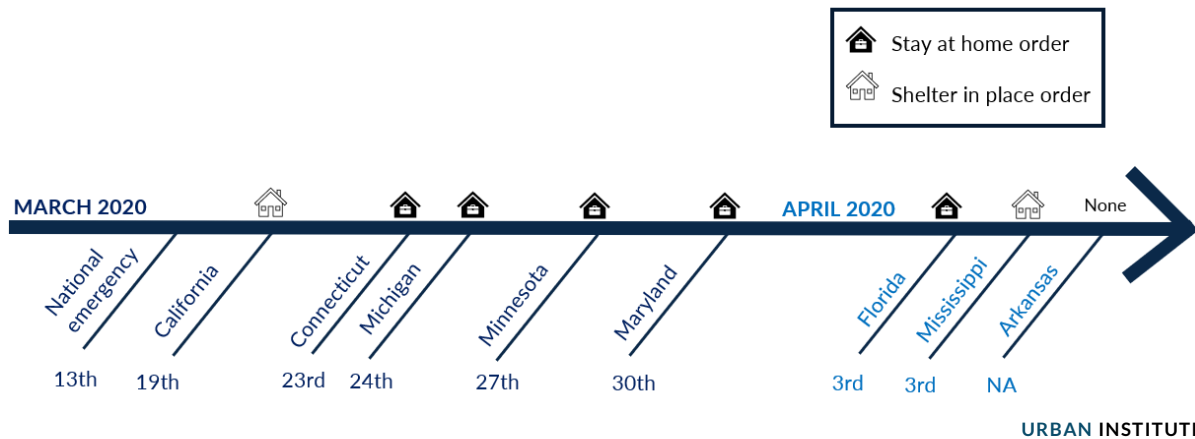 Stay at home order
Shelter in place order
MARCH 2020
APRIL 2020
None
National
emergency
California
Connecticut
Michigan
Minnesota
Maryland
Florida
Mississippi
Arkansas
13th
19th
23rd
24th
27th
30th
3rd
3rd
NA
URBAN INSTITUTE